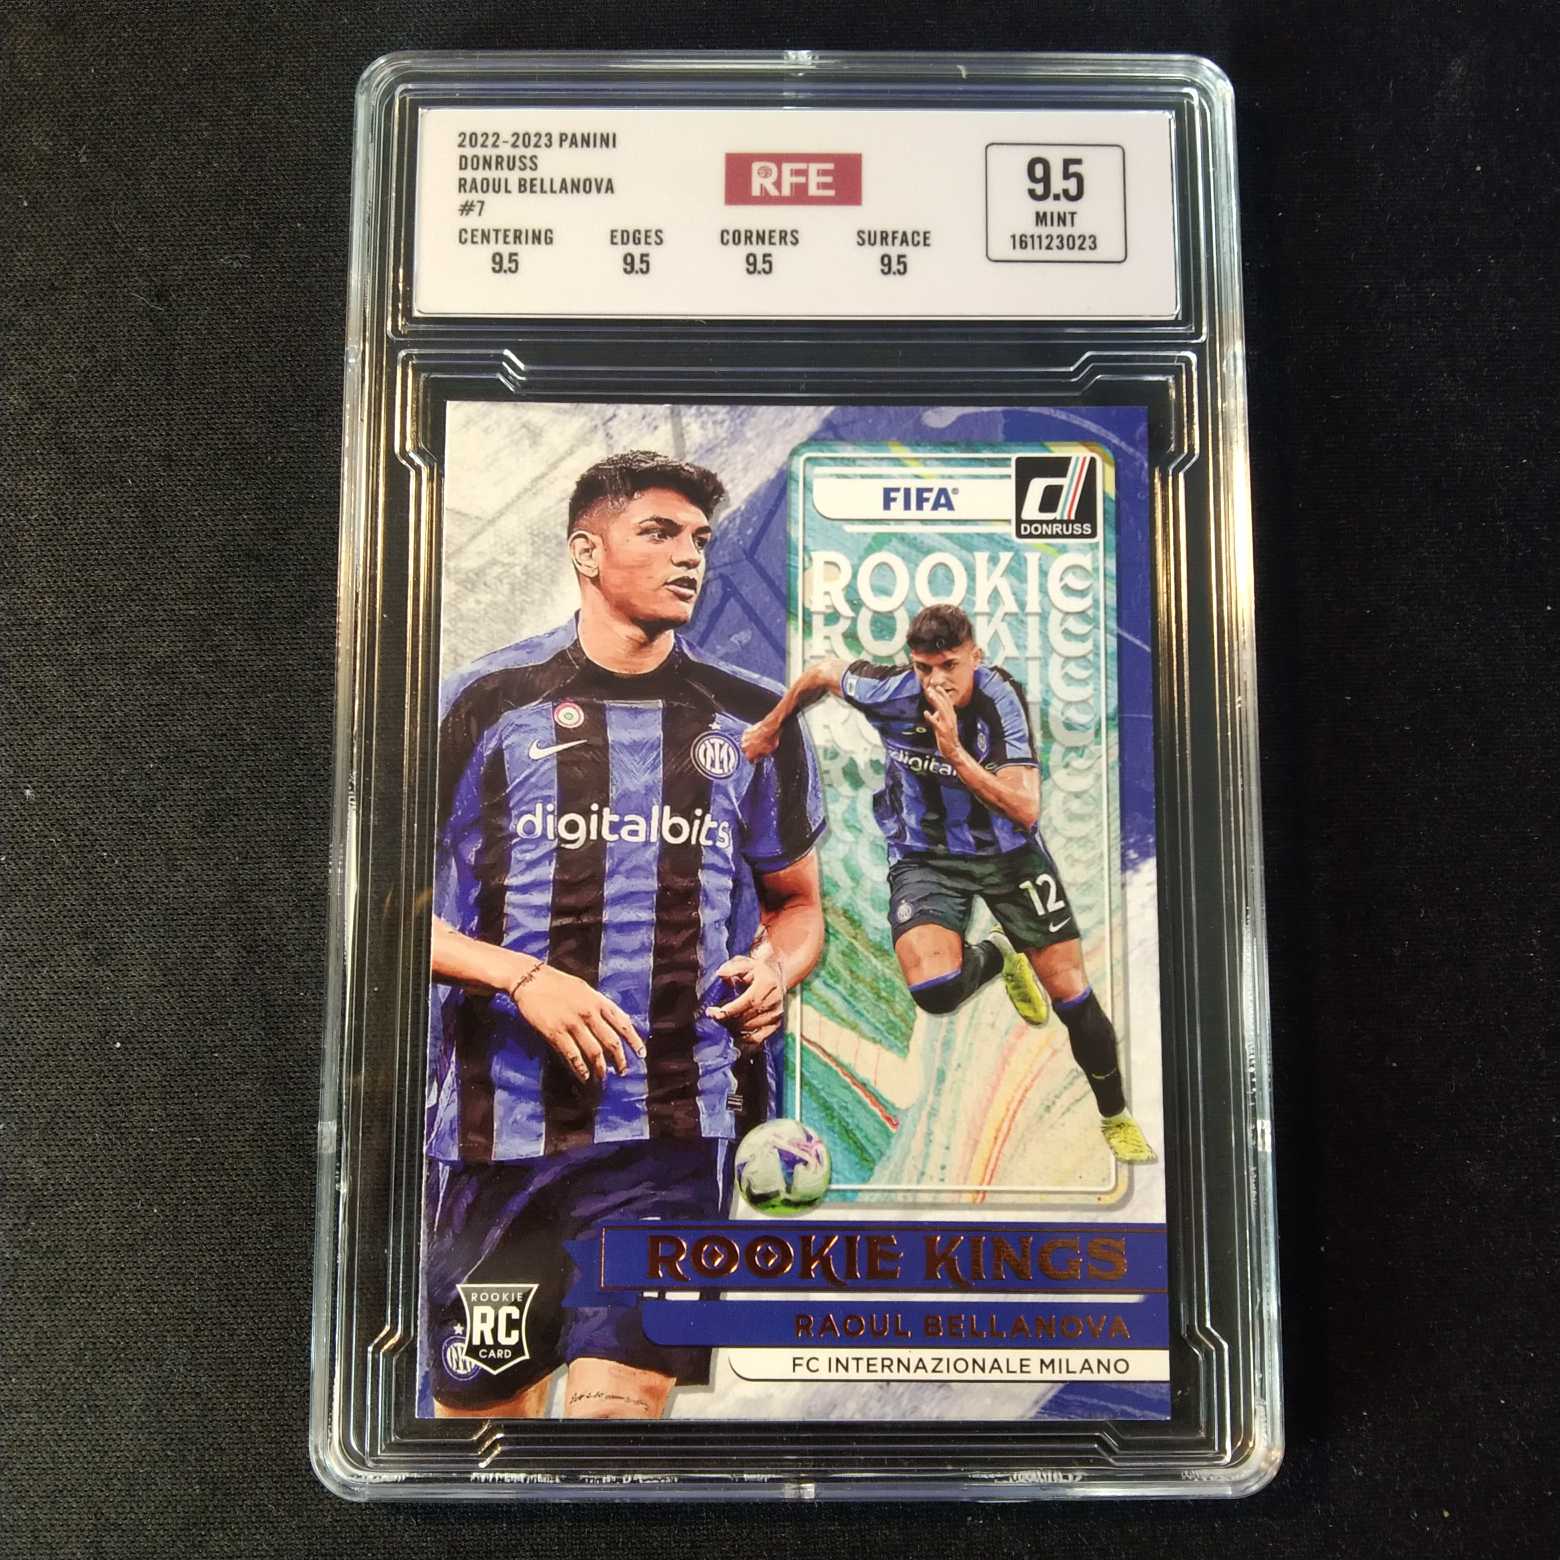 2022-2023 PANINI
DONRUSS
RAOUL BELLANOVA
#7
RFE
CENTERING EDGES CORNERS SURFACE
9.5 9.5 9.5 9.5
9.5
MINT
161123023
FIFA®
DONRUSS
ROOKIE
ROOKIE
digitalbits
digital
12
ROOKIE KINGS
RAOUL BELLANOVA
FC INTERNAZIONALE MILANO
ROOKIE
RC
CARD